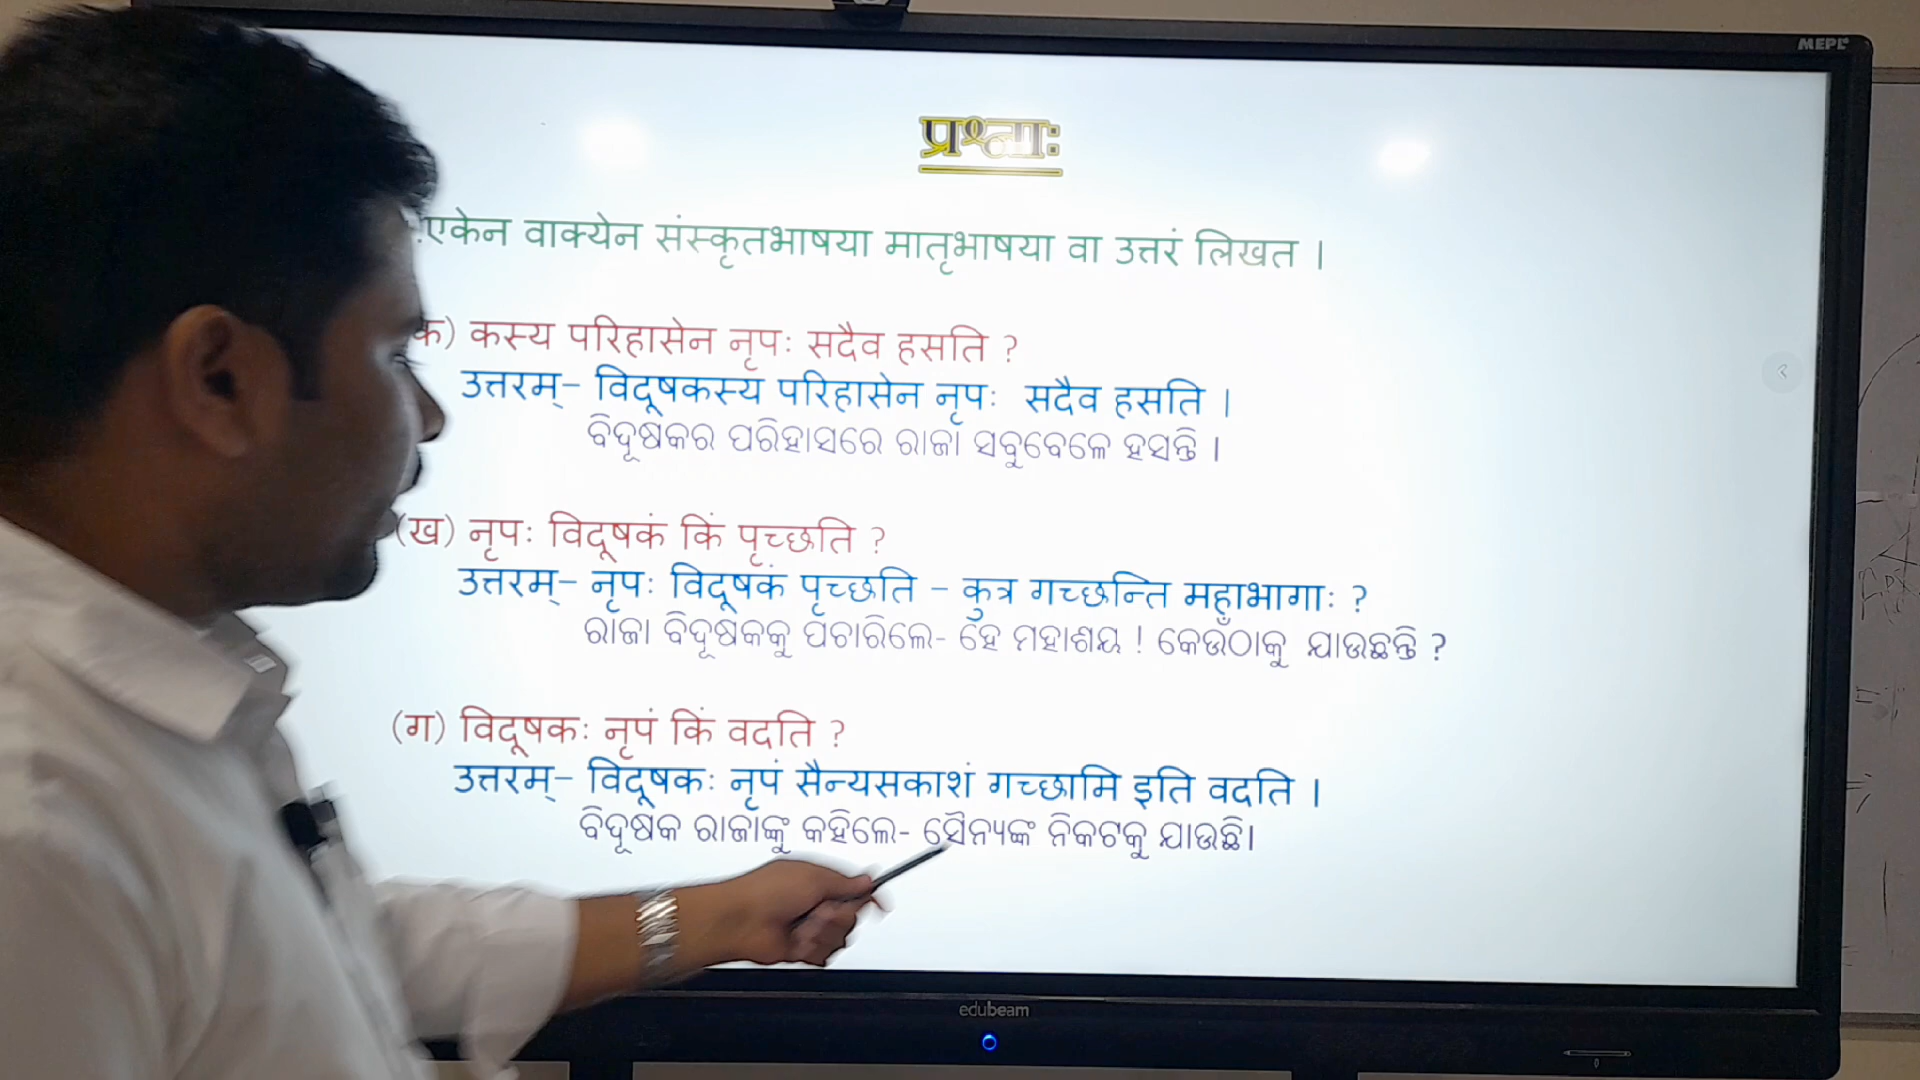 MEPL
प्रश्नाः
एकेन वाक्येन संस्कृतभाषया मातृभाषया वा उत्तरं लिखत ।
क) कस्य परिहासेन नृपः सदैव हसति ?
उत्तरम्- विदूषकस्य परिहासेन नृपः सदैव हसति ।
ବିଦୂଷକର ପରିହାସରେ ରାଜା ସବୁବେଳେ ହସନ୍ତି ।
(ख) नृपः विदूषकं किं पृच्छति ?
उत्तरम्- नृपः विदूषकं पृच्छति - कुत्र गच्छन्ति महाभागाः ?
ରାଜା ବିଦୂଷକକୁ ପଚାରିଲେ- ହେ ମହାଶୟ ! କେଉଁଠାକୁ ଯାଉଛନ୍ତି ?
(ग) विदूषकः नृपं किं वदति ?
उत्तरम्- विदूषकः नृपं सैन्यसकाशं गच्छामि इति वदति ।
ବିଦୂଷକ ରାଜାଙ୍କୁ କହିଲେ- ସୈନ୍ୟଙ୍କ ନିକଟକୁ ଯାଉଛି।
edubeam